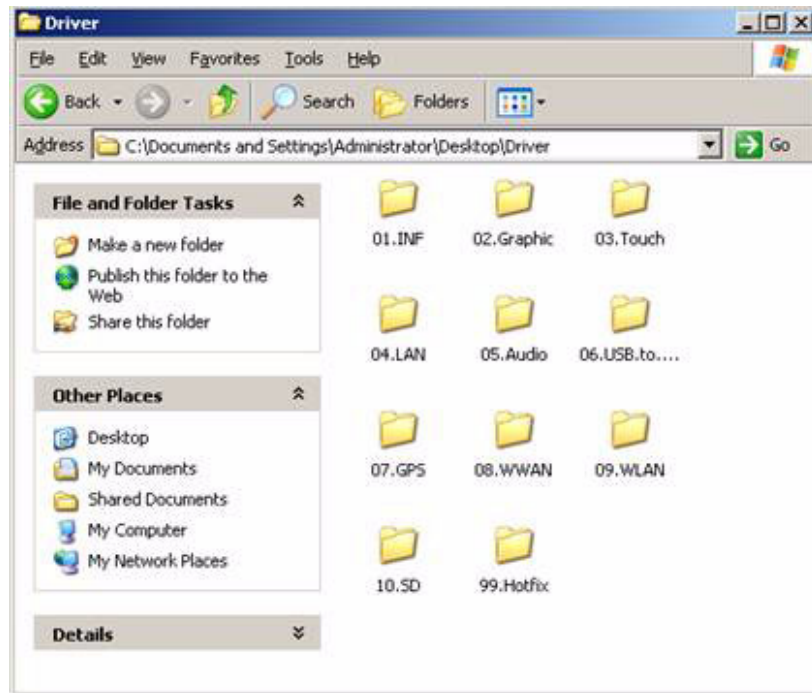 Driver
File Edit View Favorites Tools Help
Back Search Folders
Address C:\Documents and Settings\Administrator\Desktop\Driver Go
File and Folder Tasks
Make a new folder
Publish this folder to the
Web
Share this folder
Other Places
Desktop
My Documents
Shared Documents
My Computer
My Network Places
Details
01.INF 02.Graphic 03.Touch
04.LAN 05.Audio 06.USB.to....
07.GPS 08.WWAN 09.WLAN
10.SD 99.Hotfix